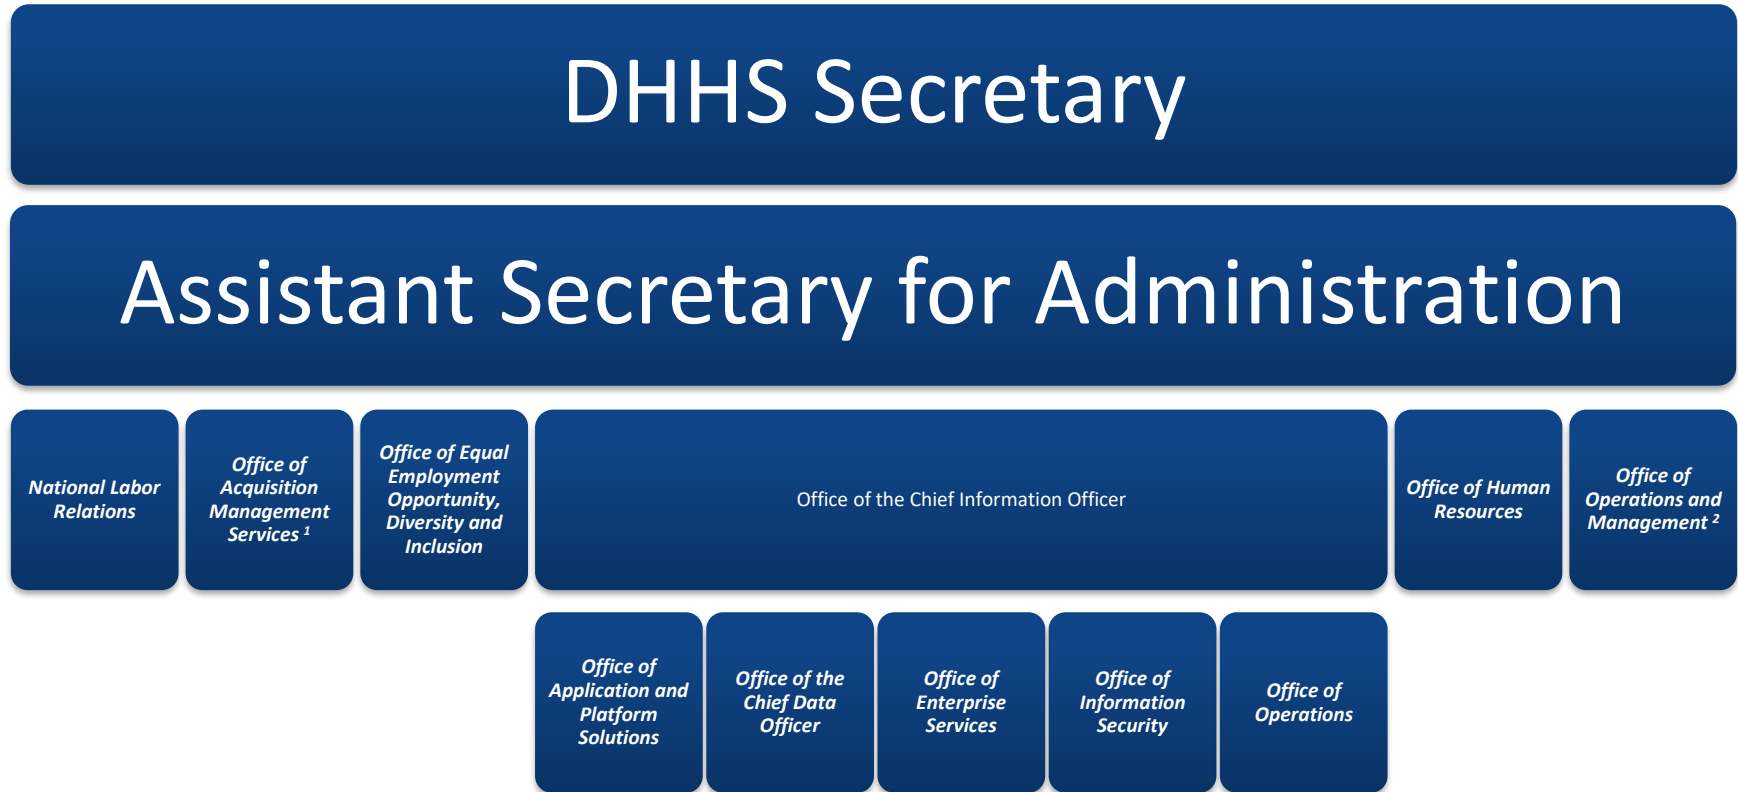 DHHS Secretary
Assistant Secretary for Administration
National Labor
Relations
Office of
Acquisition
Management
Services ¹
Office of Equal
Employment
Opportunity,
Diversity and
Inclusion
Office of the Chief Information Officer
Office of Human
Resources
Office of
Operations and
Management ²
Office of
Application and
Platform
Solutions
Office of the
Chief Data
Officer
Office of
Enterprise
Services
Office of
Information
Security
Office of
Operations